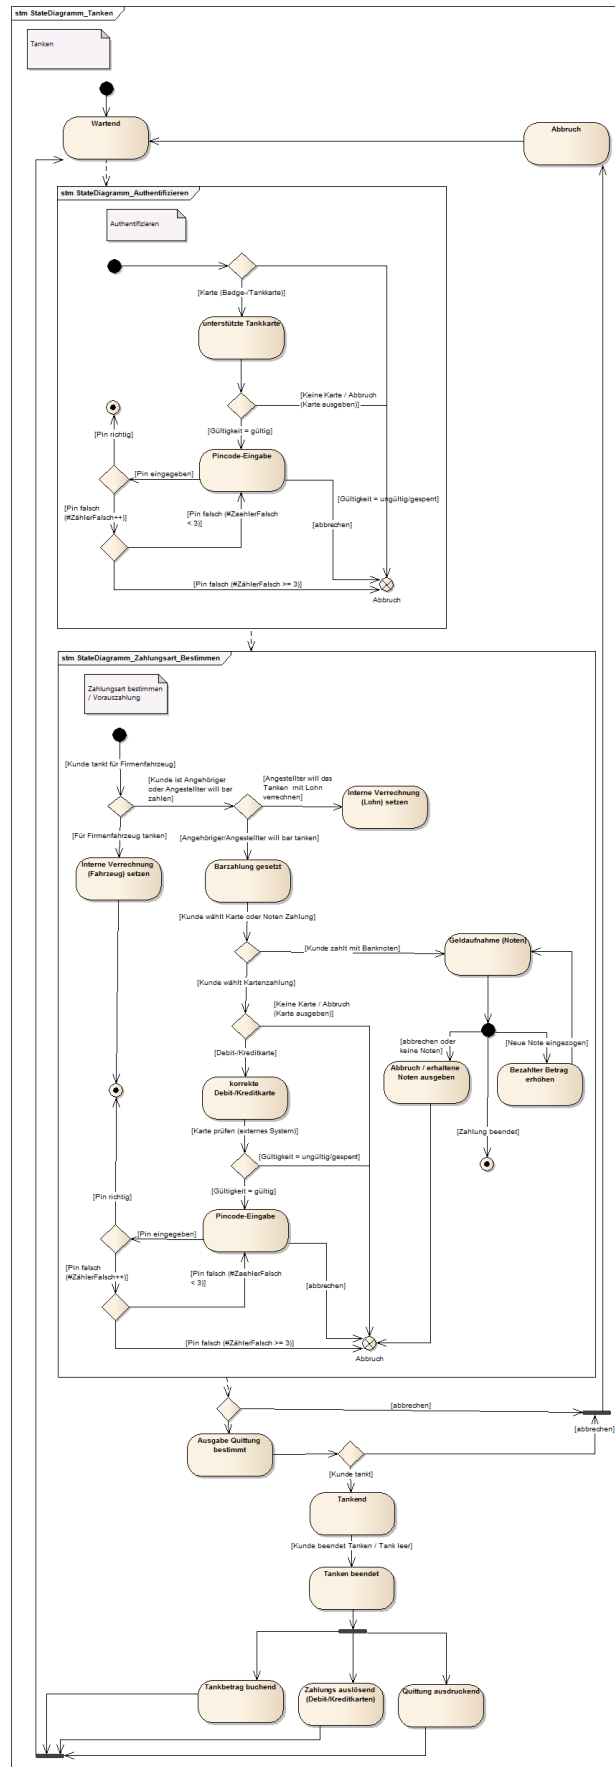 stm StateDiagramm_Tanken
Tanken
Wartend
Abbruch
stm StateDiagramm_Authentifizieren
Authentifizieren
[Karte (Badge-/Tankkarte)]
unterstützte Tankkarte
[Keine Karte / Abbruch
(Karte ausgeben)]
[Gültigkeit = gültig]
[Pin richtig]
Pincode-Eingabe
[Pin eingegeben]
[Gültigkeit = ungültig/gesperrt]
[Pin falsch
(#ZählerFalsch++)]
[Pin falsch (#ZaehlerFalsch
< 3)]
[abbrechen]
[Pin falsch (#ZählerFalsch >= 3)]
Abbruch
stm StateDiagramm_Zahlungsart_Bestimmen
Zahlungsart bestimmen
/ Vorauszahlung
[Kunde tankt für Firmenfahrzeug]
[Kunde ist Angehöriger
oder Angestellter will bar
zahlen]
[Angestellter will das
Tanken mit Lohn
verrechnen]
Interne Verrechnung
(Lohn) setzen
[Für Firmenfahrzeug tanken]
[Angehöriger/Angestellter will bar tanken]
Interne Verrechnung
(Fahrzeug) setzen
Barzahlung gesetzt
[Kunde wählt Karte oder Noten Zahlung]
[Kunde zahlt mit Banknoten]
Geldaufnahme (Noten)
[Kunde wählt Kartenzahlung]
[Keine Karte / Abbruch
(Karte ausgeben)]
[abbrechen oder
keine Noten]
[Neue Note eingezogen]
[Debit-/Kreditkarte]
Abbruch / erhaltene
Noten ausgeben
Bezahlter Betrag
erhöhen
korrekte
Debit-/Kreditkarte
[Karte prüfen (externes System)]
[Zahlung beendet]
[Gültigkeit = ungültig/gesperrt]
[Gültigkeit = gültig]
[Pin richtig]
Pincode-Eingabe
[Pin eingegeben]
[Pin falsch
(#ZählerFalsch++)]
[Pin falsch (#ZaehlerFalsch
< 3)]
[abbrechen]
[Pin falsch (#ZählerFalsch >= 3)]
Abbruch
[abbrechen]
Ausgabe Quittung
bestimmt
[abbrechen]
[Kunde tankt]
Tankend
[Kunde beendet Tanken / Tank leer]
Tanken beendet
Tankbetrag buchend
Zahlungs auslösend
(Debit-/Kreditkarten)
Quittung ausdruckend